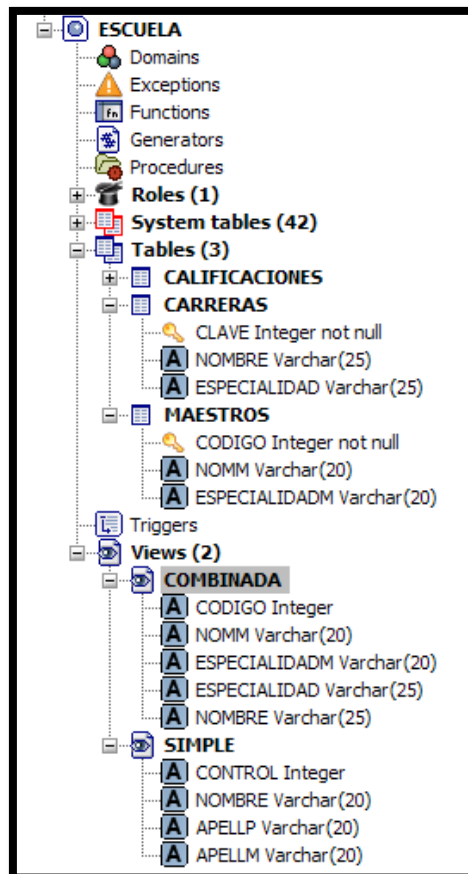 ESCUELA
Domains
Exceptions
fn Functions
Generators
Procedures
Roles (1)
System tables (42)
Tables (3)
CALIFICACIONES
CARRERAS
CLAVE Integer not null
A NOMBRE Varchar(25)
A ESPECIALIDAD Varchar(25)
MAESTROS
CODIGO Integer not null
A NOMM Varchar(20)
A ESPECIALIDADM Varchar(20)
Triggers
Views (2)
COMBINADA
A CODIGO Integer
A NOMM Varchar(20)
A ESPECIALIDADM Varchar(20)
A ESPECIALIDAD Varchar(25)
A NOMBRE Varchar(25)
SIMPLE
A CONTROL Integer
A NOMBRE Varchar(20)
A APELLP Varchar(20)
A APELLM Varchar(20)